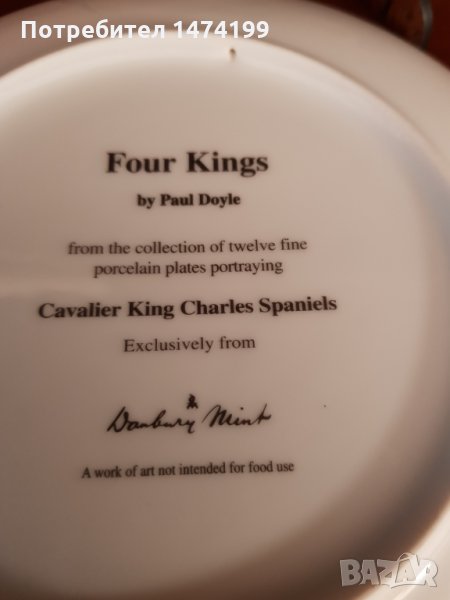 Потребител 1474199
Four Kings
by Paul Doyle
from the collection of twelve fine
porcelain plates portraying
Cavalier King Charles Spaniels
Exclusively from
Danbury Mint
A work of art not intended for food use
BAZAR